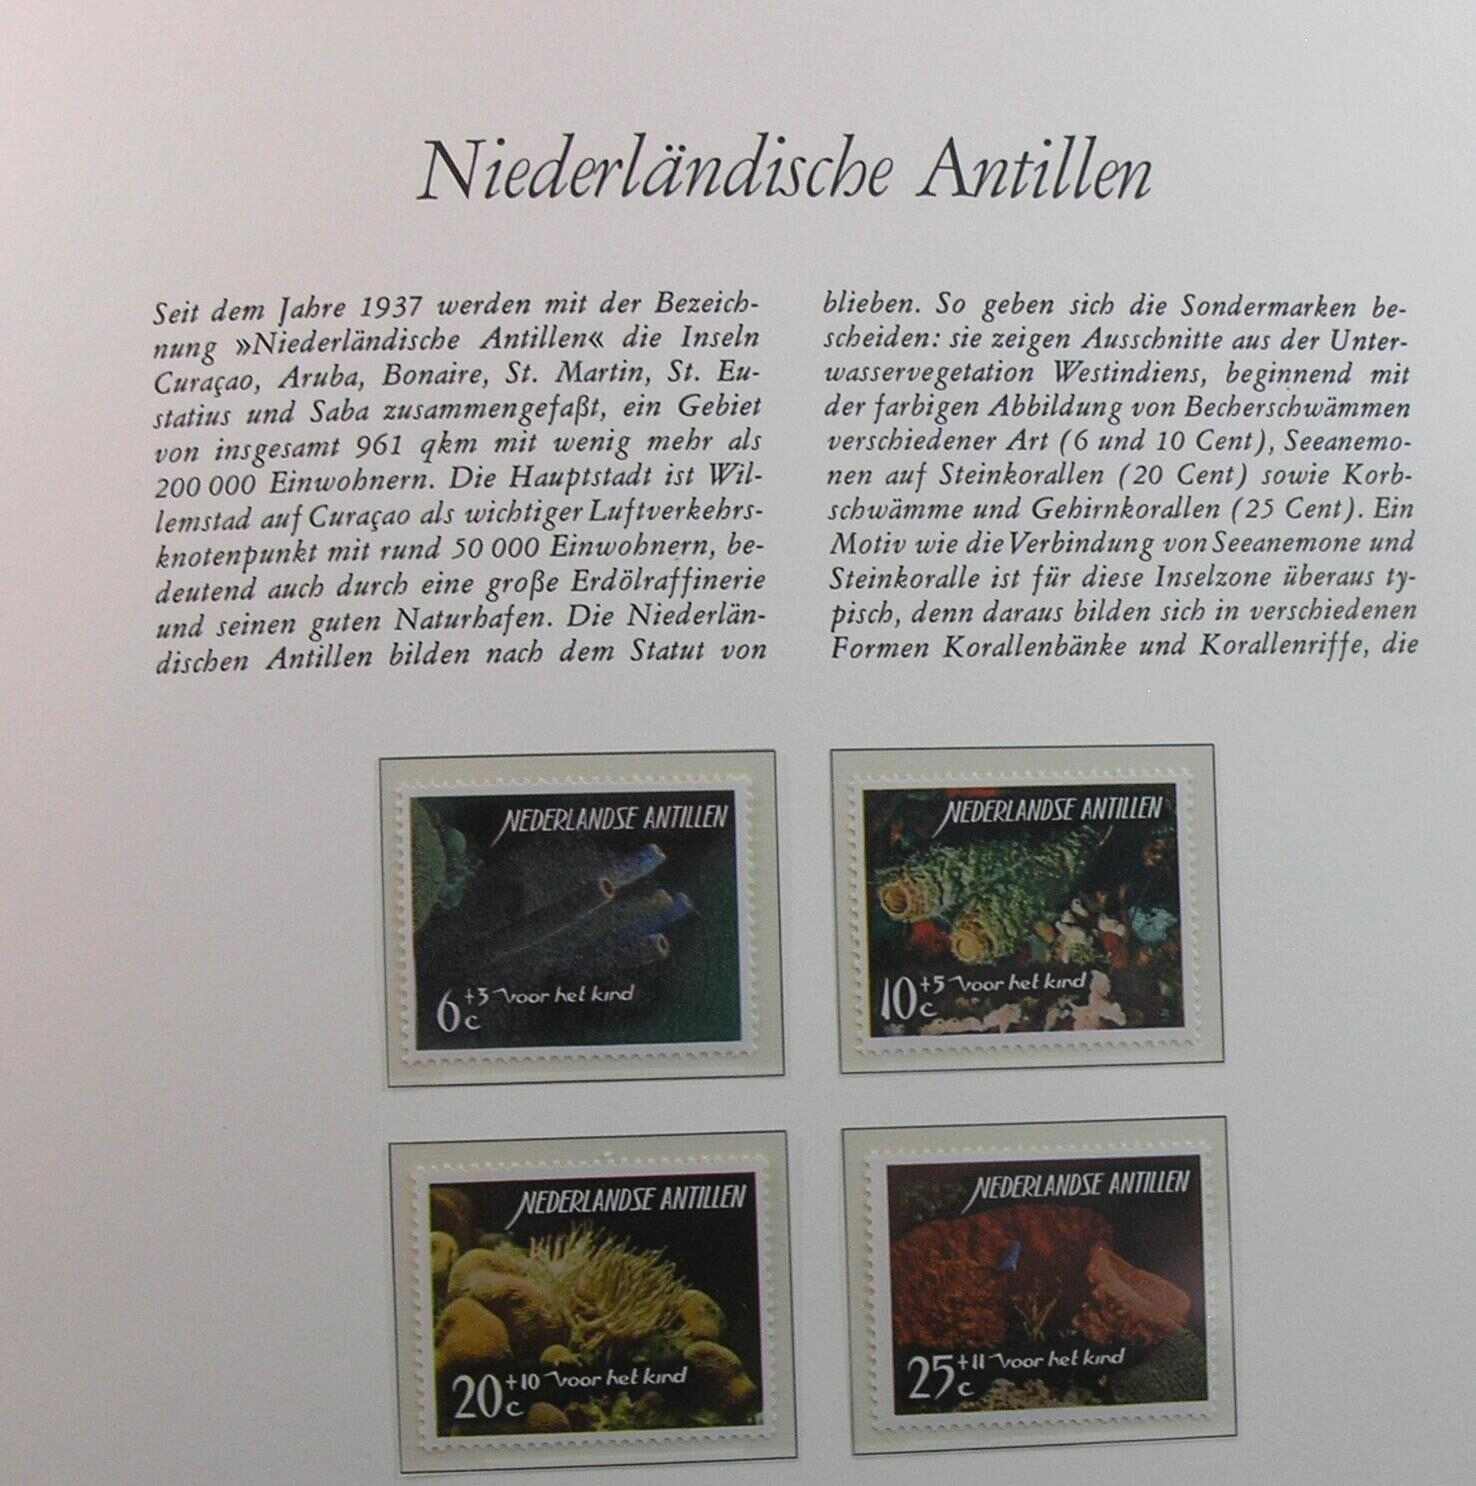 Niederländische Antillen
Seit dem Jahre 1937 werden mit der Bezeich-
nung »Niederländische Antillen« die Inseln
Curaçao, Aruba, Bonaire, St. Martin, St. Eu-
statius und Saba zusammengefaßt, ein Gebiet
von insgesamt 961 qkm mit wenig mehr als
200 000 Einwohnern. Die Hauptstadt ist Wil-
lemstad auf Curaçao als wichtiger Luftverkehrs-
knotenpunkt mit rund 50 000 Einwohnern, be-
deutend auch durch eine große Erdölraffinerie
und seinen guten Naturhafen. Die Niederlän-
dischen Antillen bilden nach dem Statut von
blieben. So geben sich die Sondermarken be-
scheiden: sie zeigen Ausschnitte aus der Unter-
wasservegetation Westindiens, beginnend mit
der farbigen Abbildung von Becherschwämmen
verschiedener Art (6 und 10 Cent), Seeanemo-
nen auf Steinkorallen (20 Cent) sowie Korb-
schwämme und Gehirnkorallen (25 Cent). Ein
Motiv wie die Verbindung von Seeanemone und
Steinkoralle ist für diese Inselzone überaus ty-
pisch, denn daraus bilden sich in verschiedenen
Formen Korallenbänke und Korallenriffe, die
NEDERLANDSE ANTILLEN
6+3 c voor het kind
NEDERLANDSE ANTILLEN
10+5 c voor het kind
NEDERLANDSE ANTILLEN
20+10 c voor het kind
NEDERLANDSE ANTILLEN
25+11 c voor het kind